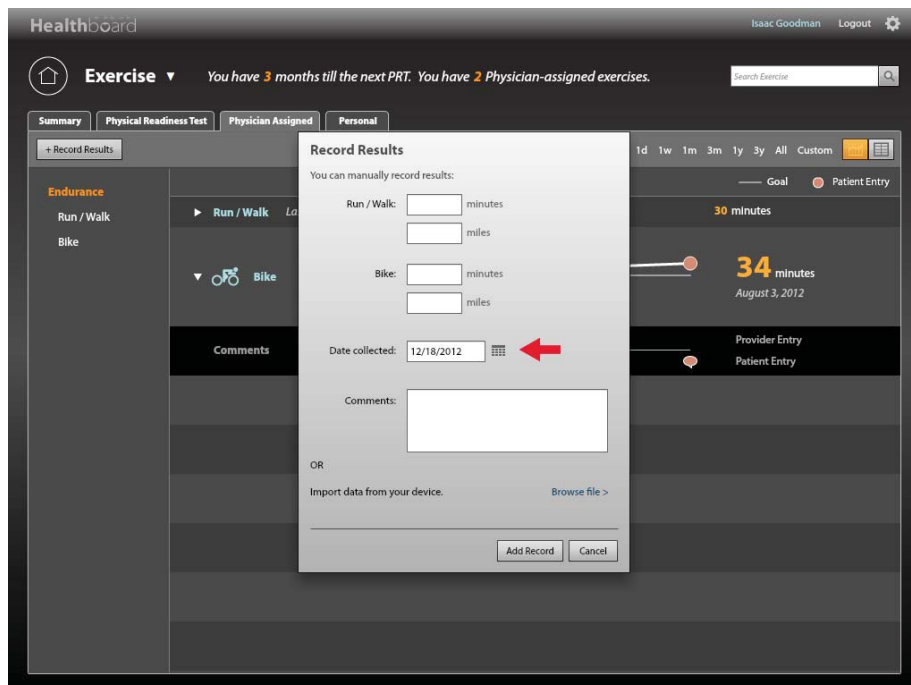 Healthboard
Isaac Goodman Logout
Exercise
You have 3 months till the next PRT. You have 2 Physician-assigned exercises.
Search Exercise
Summary
Physical Readiness Test
Physician Assigned
Personal
+ Record Results
1d 1w 1m 3m 1y 3y All Custom
Goal
Patient Entry
Endurance
Run / Walk
Bike
Run / Walk La
30 minutes
Bike
34 minutes
August 3, 2012
Comments
Provider Entry
Patient Entry
Record Results
You can manually record results:
Run / Walk: minutes
miles
Bike: minutes
miles
Date collected: 12/18/2012
Comments:
OR
Import data from your device. Browse file >
Add Record Cancel